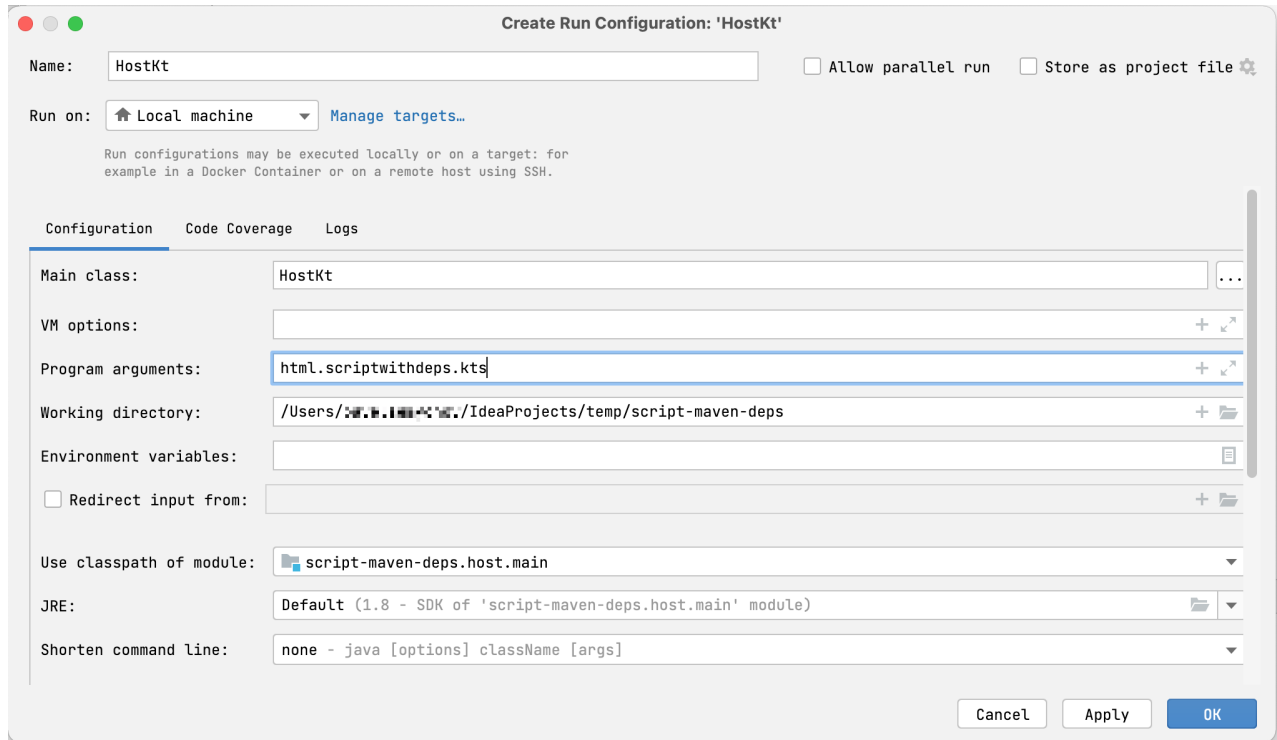 Create Run Configuration: 'HostKt'
Name: HostKt Allow parallel run Store as project file
Run on: Local machine Manage targets…
Run configurations may be executed locally or on a target: for
example in a Docker Container or on a remote host using SSH.
Configuration Code Coverage Logs
Main class: HostKt ...
VM options:
Program arguments: html.scriptwithdeps.kts
Working directory: /Users/ /IdeaProjects/temp/script-maven-deps
Environment variables:
Redirect input from:
Use classpath of module: script-maven-deps.host.main
JRE: Default (1.8 - SDK of 'script-maven-deps.host.main' module)
Shorten command line: none - java [options] className [args]
Cancel Apply OK